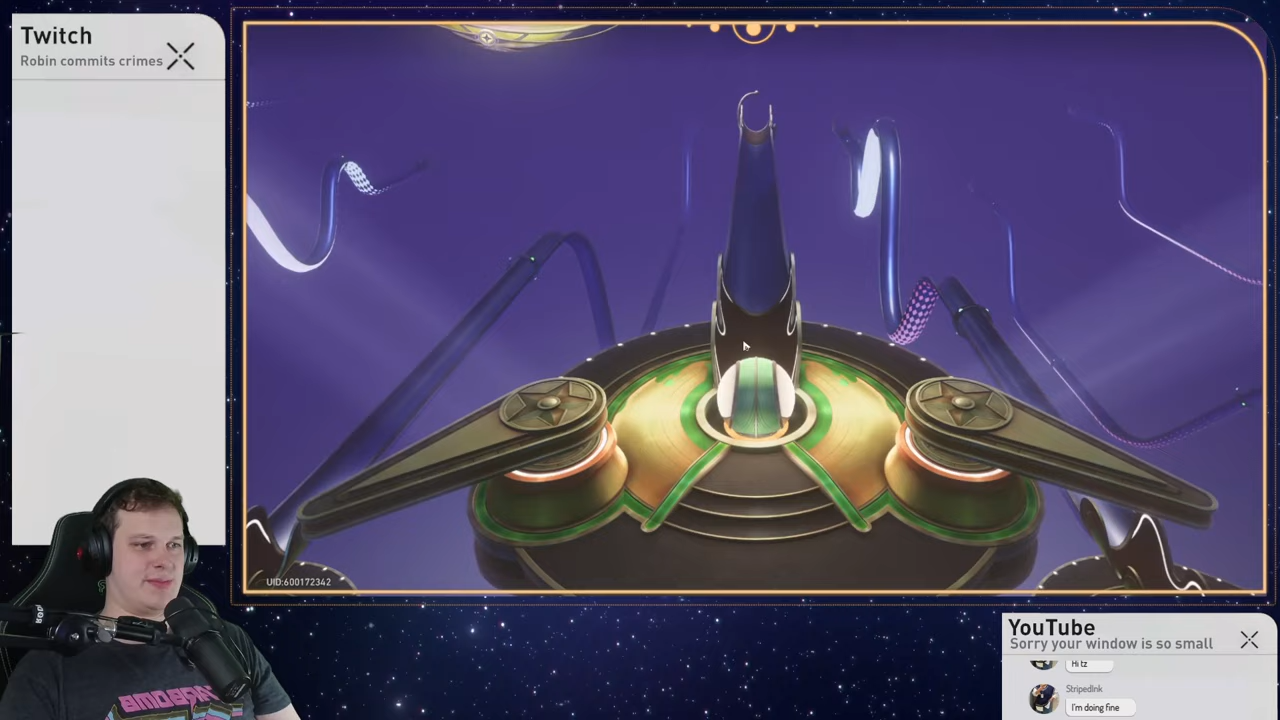 Twitch
Robin commits crimes
UID:600172342
YouTube
Sorry your window is so small
Hi tz
StripedInk
I'm doing fine